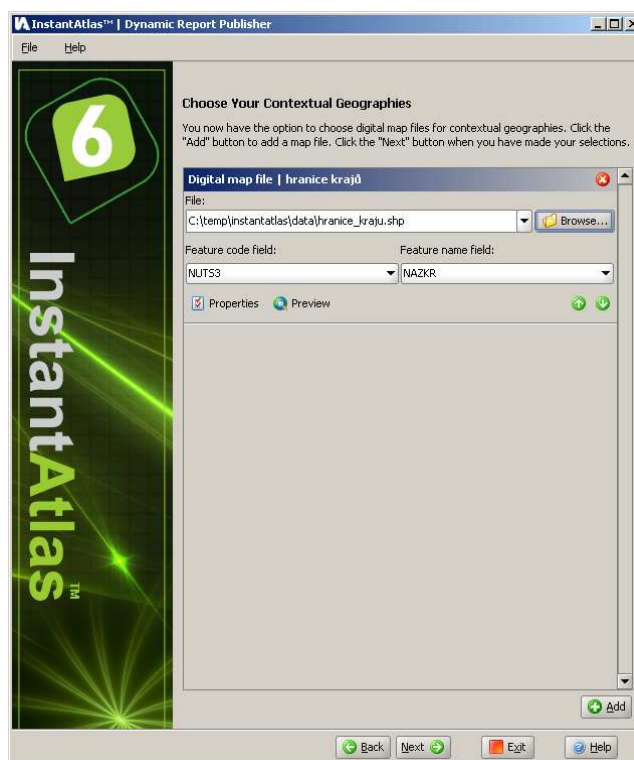 InstantAtlas™ | Dynamic Report Publisher
File Help
6
InstantAtlas™
Choose Your Contextual Geographies
You now have the option to choose digital map files for contextual geographies. Click the
"Add" button to add a map file. Click the "Next" button when you have made your selections.
Digital map file | hranice krajů
File:
C:\temp\instantatlas\data\hranice_kraju.shp
Browse...
Feature code field: Feature name field:
NUTS3 NAZKR
Properties Preview
Add
Back Next Exit Help